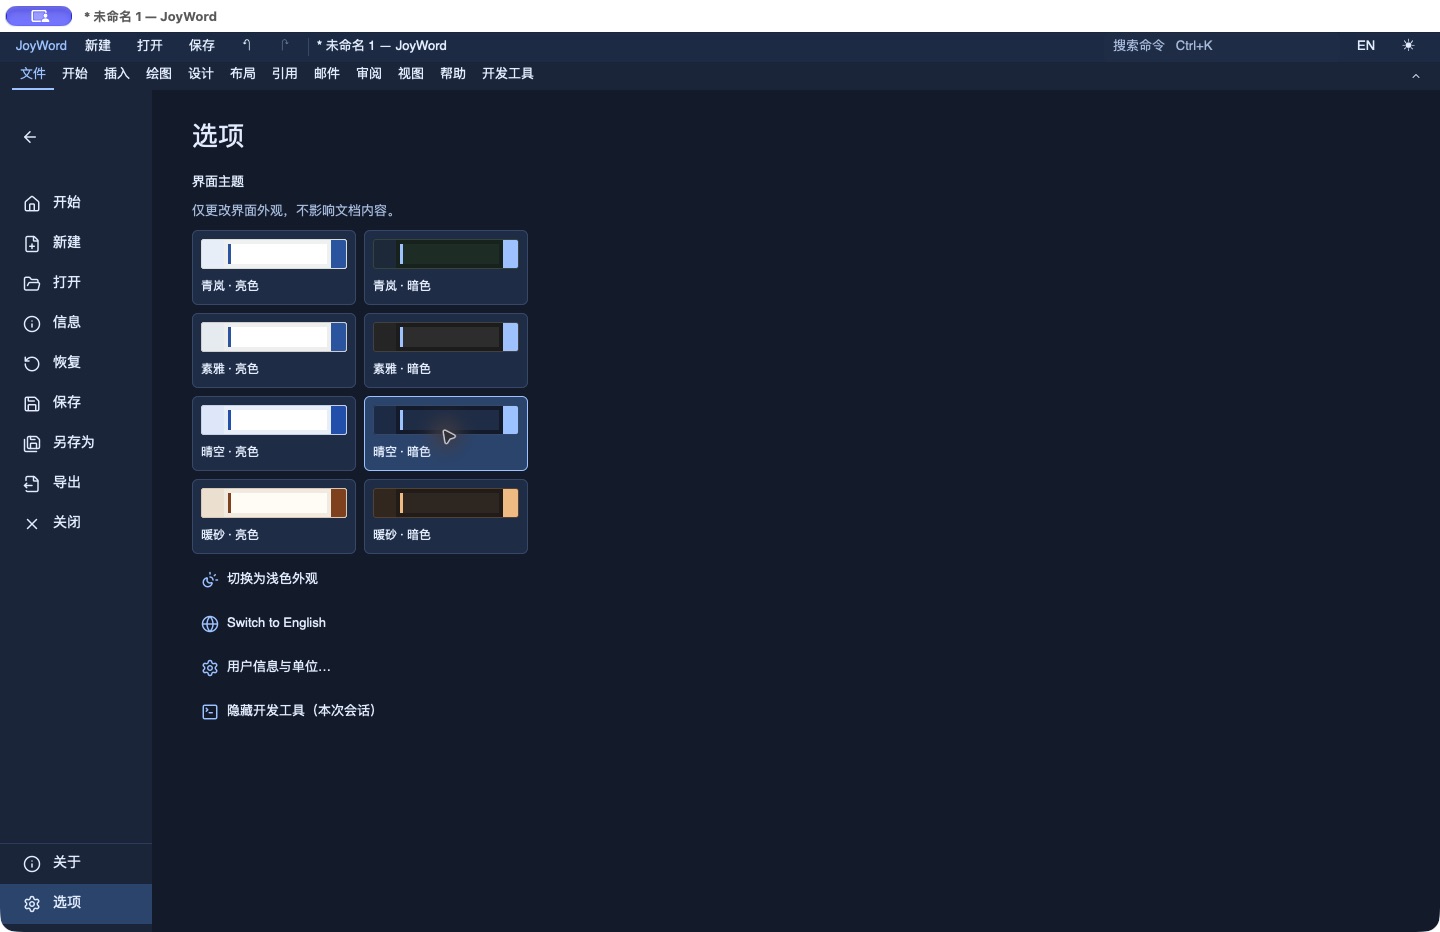 * 未命名 1 — JoyWord
JoyWord 新建 打开 保存 * 未命名 1 — JoyWord 搜索命令 Ctrl+K EN
文件 开始 插入 绘图 设计 布局 引用 邮件 审阅 视图 帮助 开发工具
开始
新建
打开
信息
恢复
保存
另存为
导出
关闭
关于
选项
选项
界面主题
仅更改界面外观，不影响文档内容。
青岚 · 亮色
青岚 · 暗色
素雅 · 亮色
素雅 · 暗色
晴空 · 亮色
晴空 · 暗色
暖砂 · 亮色
暖砂 · 暗色
切换为浅色外观
Switch to English
用户信息与单位...
隐藏开发工具（本次会话）